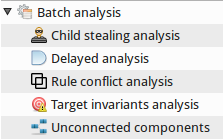 Batch analysis
Child stealing analysis
Delayed analysis
Rule conflict analysis
Target invariants analysis
Unconnected components